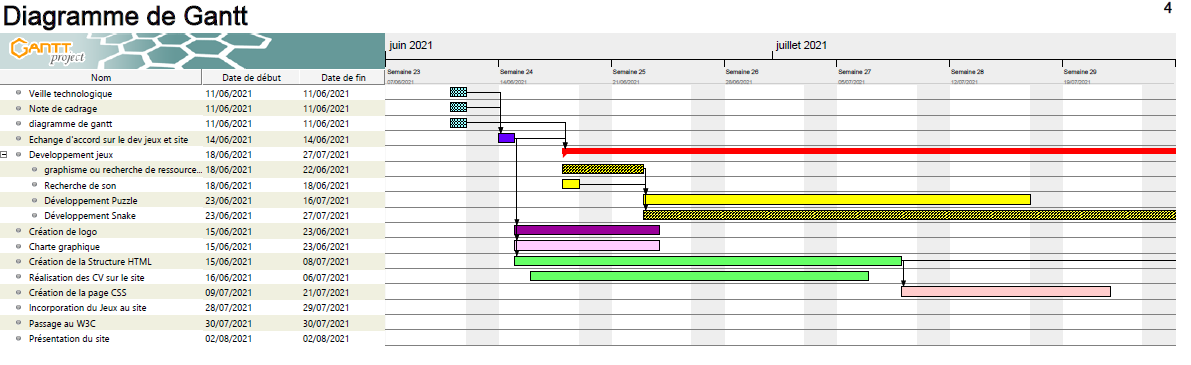 Diagramme de Gantt
4
GANTT project
juin 2021 juillet 2021
Semaine 23 Semaine 24 Semaine 25 Semaine 26 Semaine 27 Semaine 28 Semaine 29
07/06/2021 14/06/2021 21/06/2021 28/06/2021 05/07/2021 12/07/2021 19/07/2021
Nom Date de début Date de fin
Veille technologique 11/06/2021 11/06/2021
Note de cadrage 11/06/2021 11/06/2021
diagramme de gantt 11/06/2021 11/06/2021
Echange d'accord sur le dev jeux et site 14/06/2021 14/06/2021
Developpement jeux 18/06/2021 27/07/2021
graphisme ou recherche de ressource... 18/06/2021 22/06/2021
Recherche de son 18/06/2021 18/06/2021
Développement Puzzle 23/06/2021 16/07/2021
Développement Snake 23/06/2021 27/07/2021
Création de logo 15/06/2021 23/06/2021
Charte graphique 15/06/2021 23/06/2021
Création de la Structure HTML 15/06/2021 08/07/2021
Réalisation des CV sur le site 16/06/2021 06/07/2021
Création de la page CSS 09/07/2021 21/07/2021
Incorporation du Jeux au site 28/07/2021 29/07/2021
Passage au W3C 30/07/2021 30/07/2021
Présentation du site 02/08/2021 02/08/2021